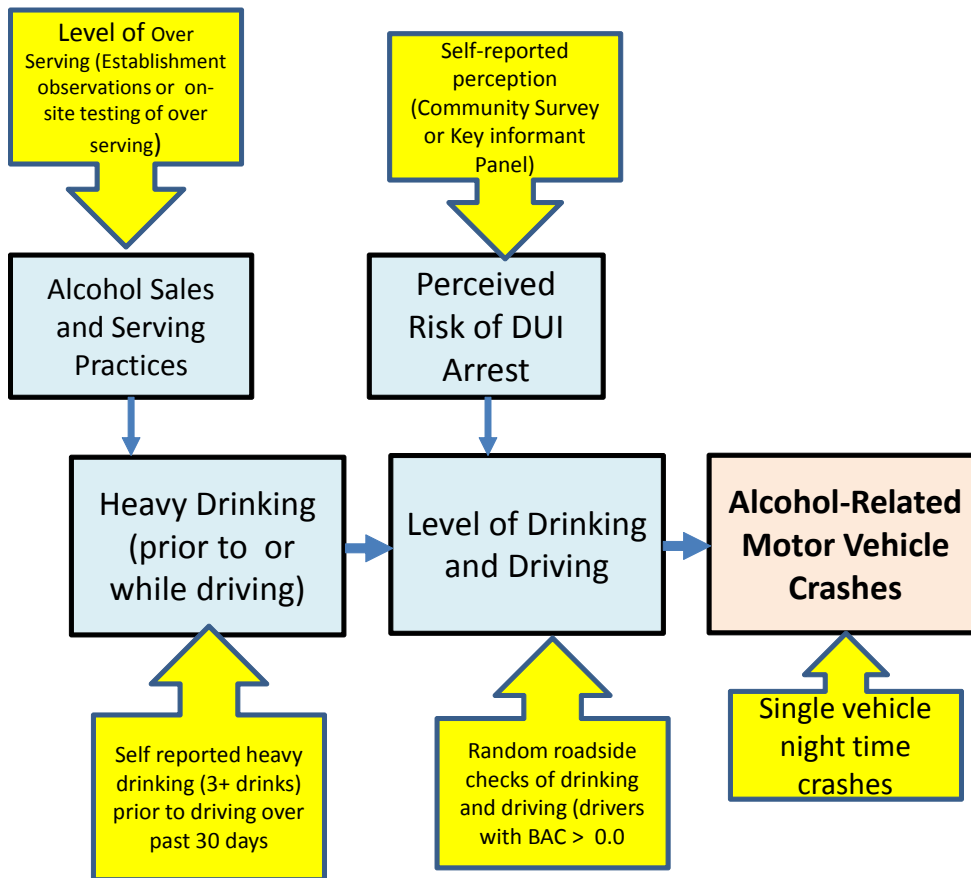 Level of Over
Serving (Establishment
observations or on-
site testing of over
serving)
Self-reported
perception
(Community Survey
or Key informant
Panel)
Alcohol Sales
and Serving
Practices
Perceived
Risk of DUI
Arrest
Heavy Drinking
(prior to or
while driving)
Level of Drinking
and Driving
Alcohol-Related
Motor Vehicle
Crashes
Self reported heavy
drinking (3+ drinks)
prior to driving over
past 30 days
Random roadside
checks of drinking
and driving (drivers
with BAC > 0.0
Single vehicle
night time
crashes